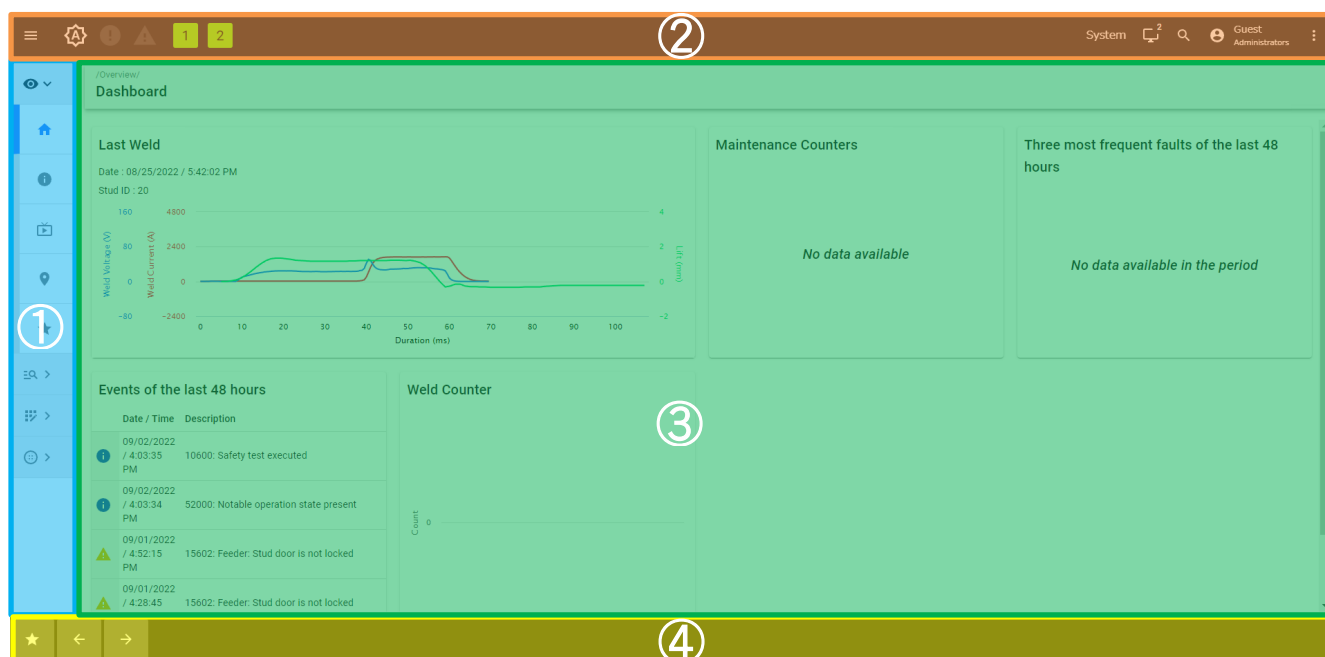 A 1 2 ② System 2 Guest
Administrators
/Overview/
Dashboard
①
Last Weld
Date : 08/25/2022 / 5:42:02 PM
Stud ID : 20
160 4800 4
80 2400 2
0 0 0
-80 -2400 -2
Weld Voltage (V)
Weld Current (A)
Lift (mm)
0 10 20 30 40 50 60 70 80 90 100
Duration (ms)
Maintenance Counters
No data available
Three most frequent faults of the last 48
hours
No data available in the period
Events of the last 48 hours
Date / Time Description
09/02/2022
/ 4:03:35 10600: Safety test executed
PM
09/02/2022
/ 4:03:34 52000: Notable operation state present
PM
09/01/2022
/ 4:52:15 15602: Feeder: Stud door is not locked
PM
09/01/2022
/ 4:28:45 15602: Feeder: Stud door is not locked
Weld Counter
③
Count
0
④